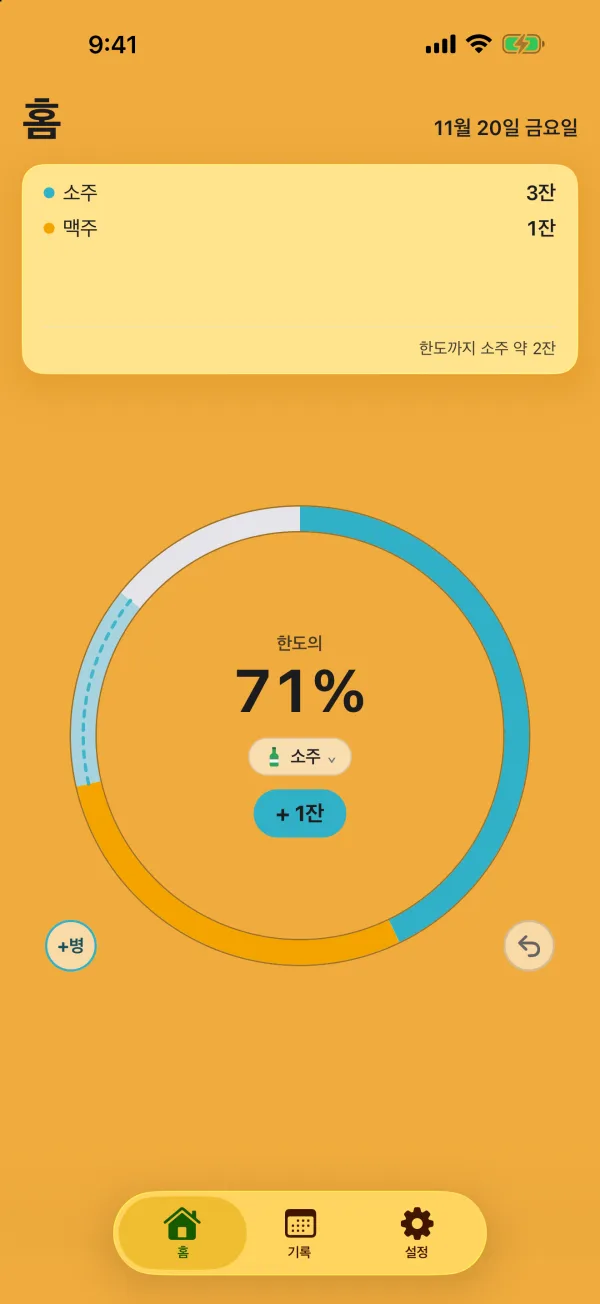 9:41
홈
11월 20일 금요일
소주 3잔
맥주 1잔
한도까지 소주 약 2잔
한도의
71%
소주
+ 1잔
+병
홈 기록 설정